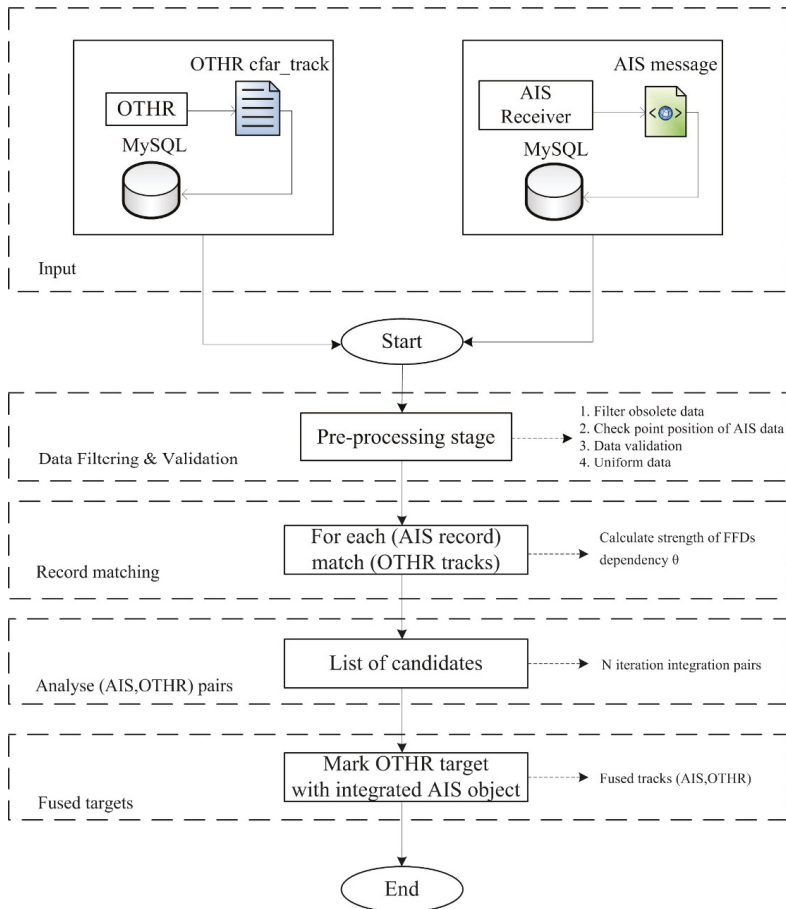 OTHR cfar_track
OTHR
MySQL
AIS message
AIS
Receiver
MySQL
Input
Start
Pre-processing stage
1. Filter obsolete data
2. Check point position of AIS data
3. Data validation
4. Uniform data
Data Filtring & Validation
For each (AIS record)
match (OTHR tracks)
Calculate strength of FFDs
dependency θ
Record matching
List of candidates
N iteration integration pairs
Analyse (AIS,OTHR) pairs
Mark OTHR target
with integrated AIS object
Fused tracks (AIS,OTHR)
Fused targets
End